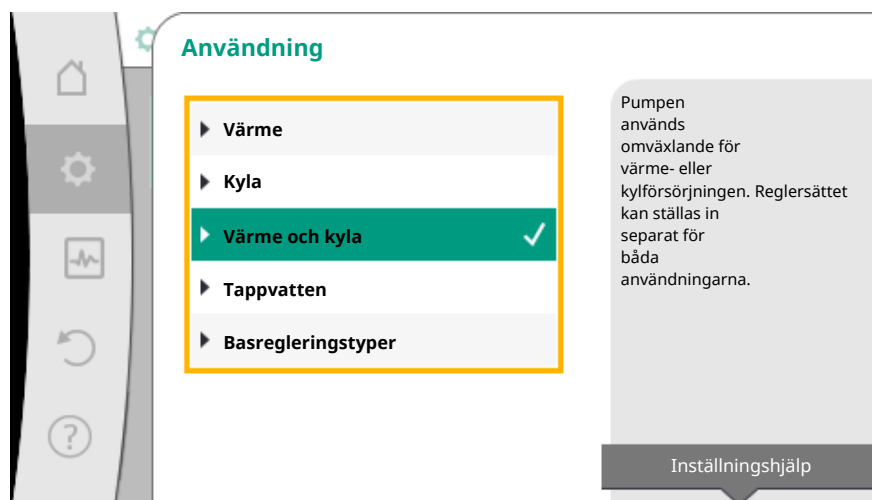 Användning
Värme
Kyla
Värme och kyla
Tappvatten
Basregleringstyper
Pumpen
används
omväxlande för
värme- eller
kylförsörjningen. Reglersättet
kan ställas in
separat för
båda
användningarna.
Inställningshjälp
?